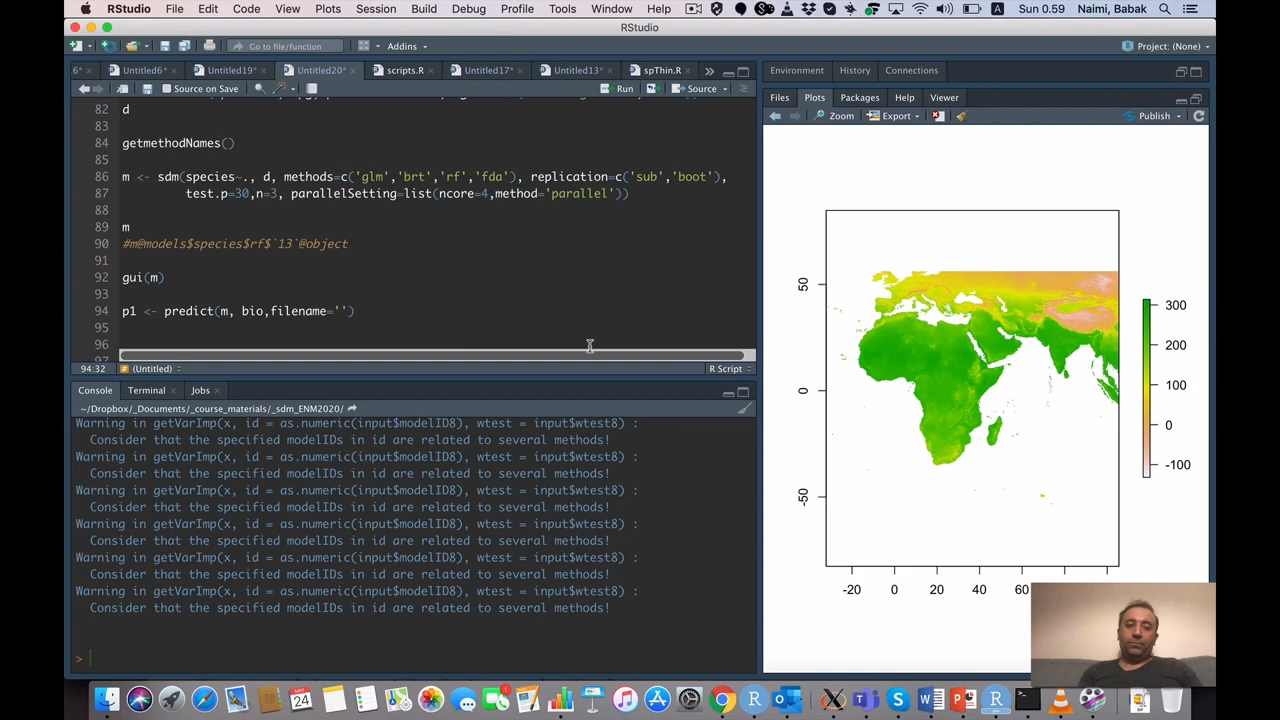 RStudio File Edit Code View Plots Session Build Debug Profile Tools Window Help Sun 0.59 Naimi, Babak
RStudio
Go to file/function Addins Project: (None)
6* Untitled6* Untitled19* Untitled20* scripts.R Untitled17* Untitled13* spThin.R
Source on Save Run Source
82 d
83
84 getmethodNames()
85
86 m <- sdm(species~., d, methods=c('glm','brt','rf','fda'), replication=c('sub','boot'),
87 test.p=30,n=3, parallelSetting=list(ncore=4,method='parallel'))
88
89 m
90 #m@models$species$rf$`13`@object
91
92 gui(m)
93
94 p1 <- predict(m, bio,filename='')
95
96
97
94:32 (Untitled) R Script
Console Terminal Jobs
~/Dropbox/_Documents/_course_materials/_sdm_ENM2020/
Warning in getVarImp(x, id = as.numeric(input$modelID8), wtest = input$wtest8) :
Consider that the specified modelIDs in id are related to several methods!
Warning in getVarImp(x, id = as.numeric(input$modelID8), wtest = input$wtest8) :
Consider that the specified modelIDs in id are related to several methods!
Warning in getVarImp(x, id = as.numeric(input$modelID8), wtest = input$wtest8) :
Consider that the specified modelIDs in id are related to several methods!
Warning in getVarImp(x, id = as.numeric(input$modelID8), wtest = input$wtest8) :
Consider that the specified modelIDs in id are related to several methods!
Warning in getVarImp(x, id = as.numeric(input$modelID8), wtest = input$wtest8) :
Consider that the specified modelIDs in id are related to several methods!
Warning in getVarImp(x, id = as.numeric(input$modelID8), wtest = input$wtest8) :
Consider that the specified modelIDs in id are related to several methods!
>
Environment History Connections
Files Plots Packages Help Viewer
Zoom Export Publish
50
0
-50
-20 0 20 40 60
300
200
100
0
-100
MAY
24